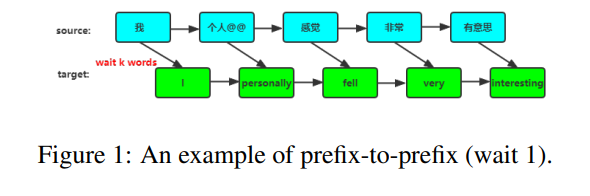 source: 我 个人@@ 感觉 非常 有意思
wait k words
target: I personally fell very interesting
Figure 1: An example of prefix-to-prefix (wait 1).